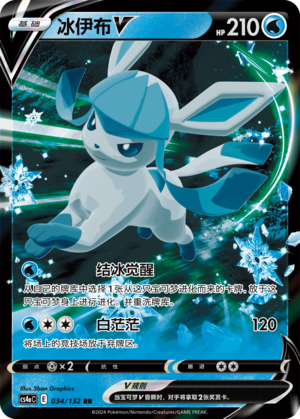 基础 冰伊布V HP 210
结冰觉醒
从自己的牌库中选择1张从这只宝可梦进化而来的卡牌，放于这
只宝可梦身上进行进化。并重洗牌库。
白茫茫 120
将场上的竞技场放于弃牌区。
弱点 ×2 抗性 撤退
Illus. 5ban Graphics
CS4aC E 034/132 RR
V规则
当宝可梦V昏厥时，对手将拿取2张奖赏卡。
©2024 Pokémon/Nintendo/Creatures/GAME FREAK.